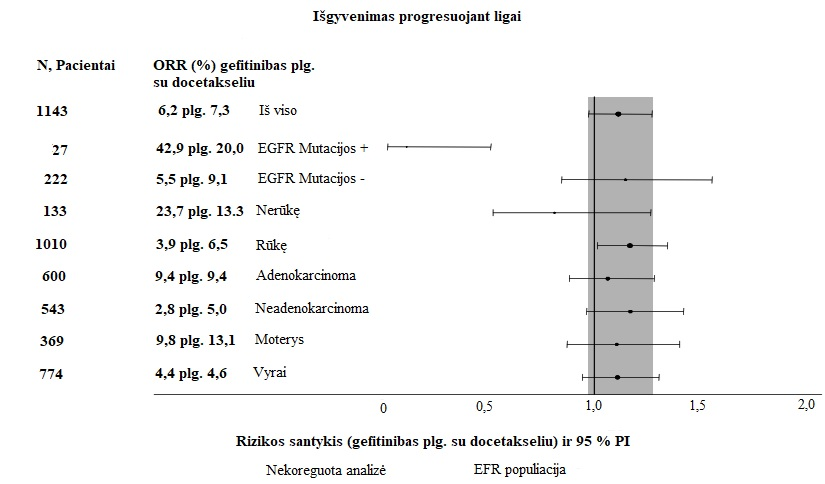 Išgyvenimas progresuojant ligai
N, Pacientai ORR (%) gefitinibas plg.
su docetakseliu
1143 6,2 plg. 7,3 Iš viso
27 42,9 plg. 20,0 EGFR Mutacijos +
222 5,5 plg. 9,1 EGFR Mutacijos -
133 23,7 plg. 13.3 Nerūkę
1010 3,9 plg. 6,5 Rūkę
600 9,4 plg. 9,4 Adenokarcinoma
543 2,8 plg. 5,0 Neadenokarcinoma
369 9,8 plg. 13,1 Moterys
774 4,4 plg. 4,6 Vyrai
0 0,5 1,0 1,5 2,0
Rizikos santykis (gefitinibas plg. su docetakseliu) ir 95 % PI
Nekoreguota analizė EFR populiacija